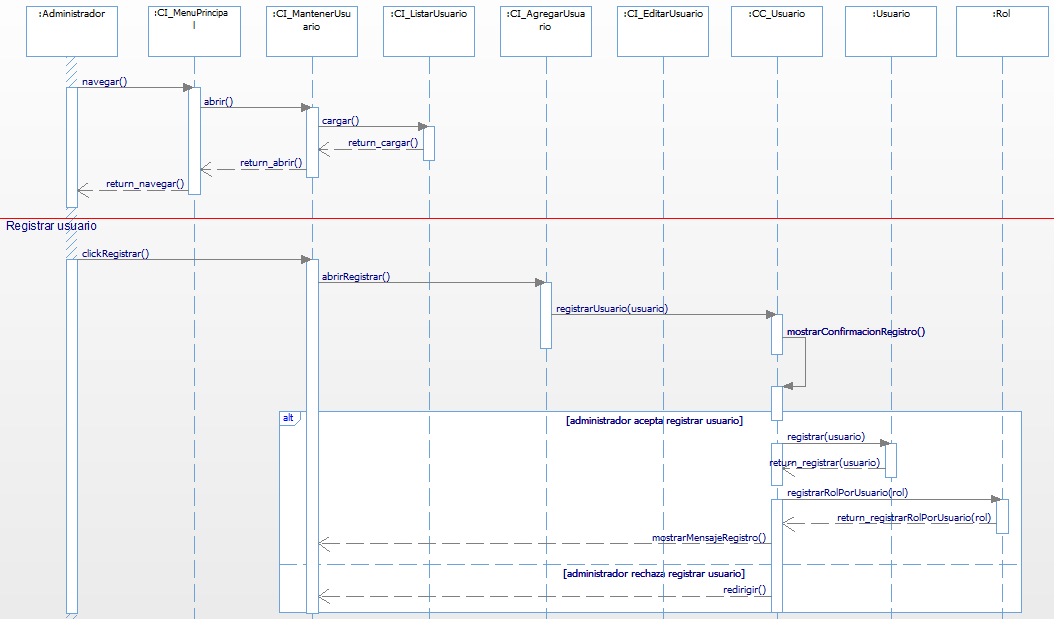 :Administrador
:CI_MenuPrincipa
l
:CI_MantenerUsu
ario
:CI_ListarUsuario
:CI_AgregarUsua
rio
:CI_EditarUsuario
:CC_Usuario
:Usuario
:Rol
navegar()
abrir()
cargar()
return_cargar()
return_abrir()
return_navegar()
Registrar usuario
clickRegistrar()
abrirRegistrar()
registrarUsuario(usuario)
mostrarConfirmacionRegistro()
alt
[administrador acepta registrar usuario]
registrar(usuario)
return_registrar(usuario)
registrarRolPorUsuario(rol)
return_registrarRolPorUsuario(rol)
mostrarMensajeRegistro()
[administrador rechaza registrar usuario]
redirigir()